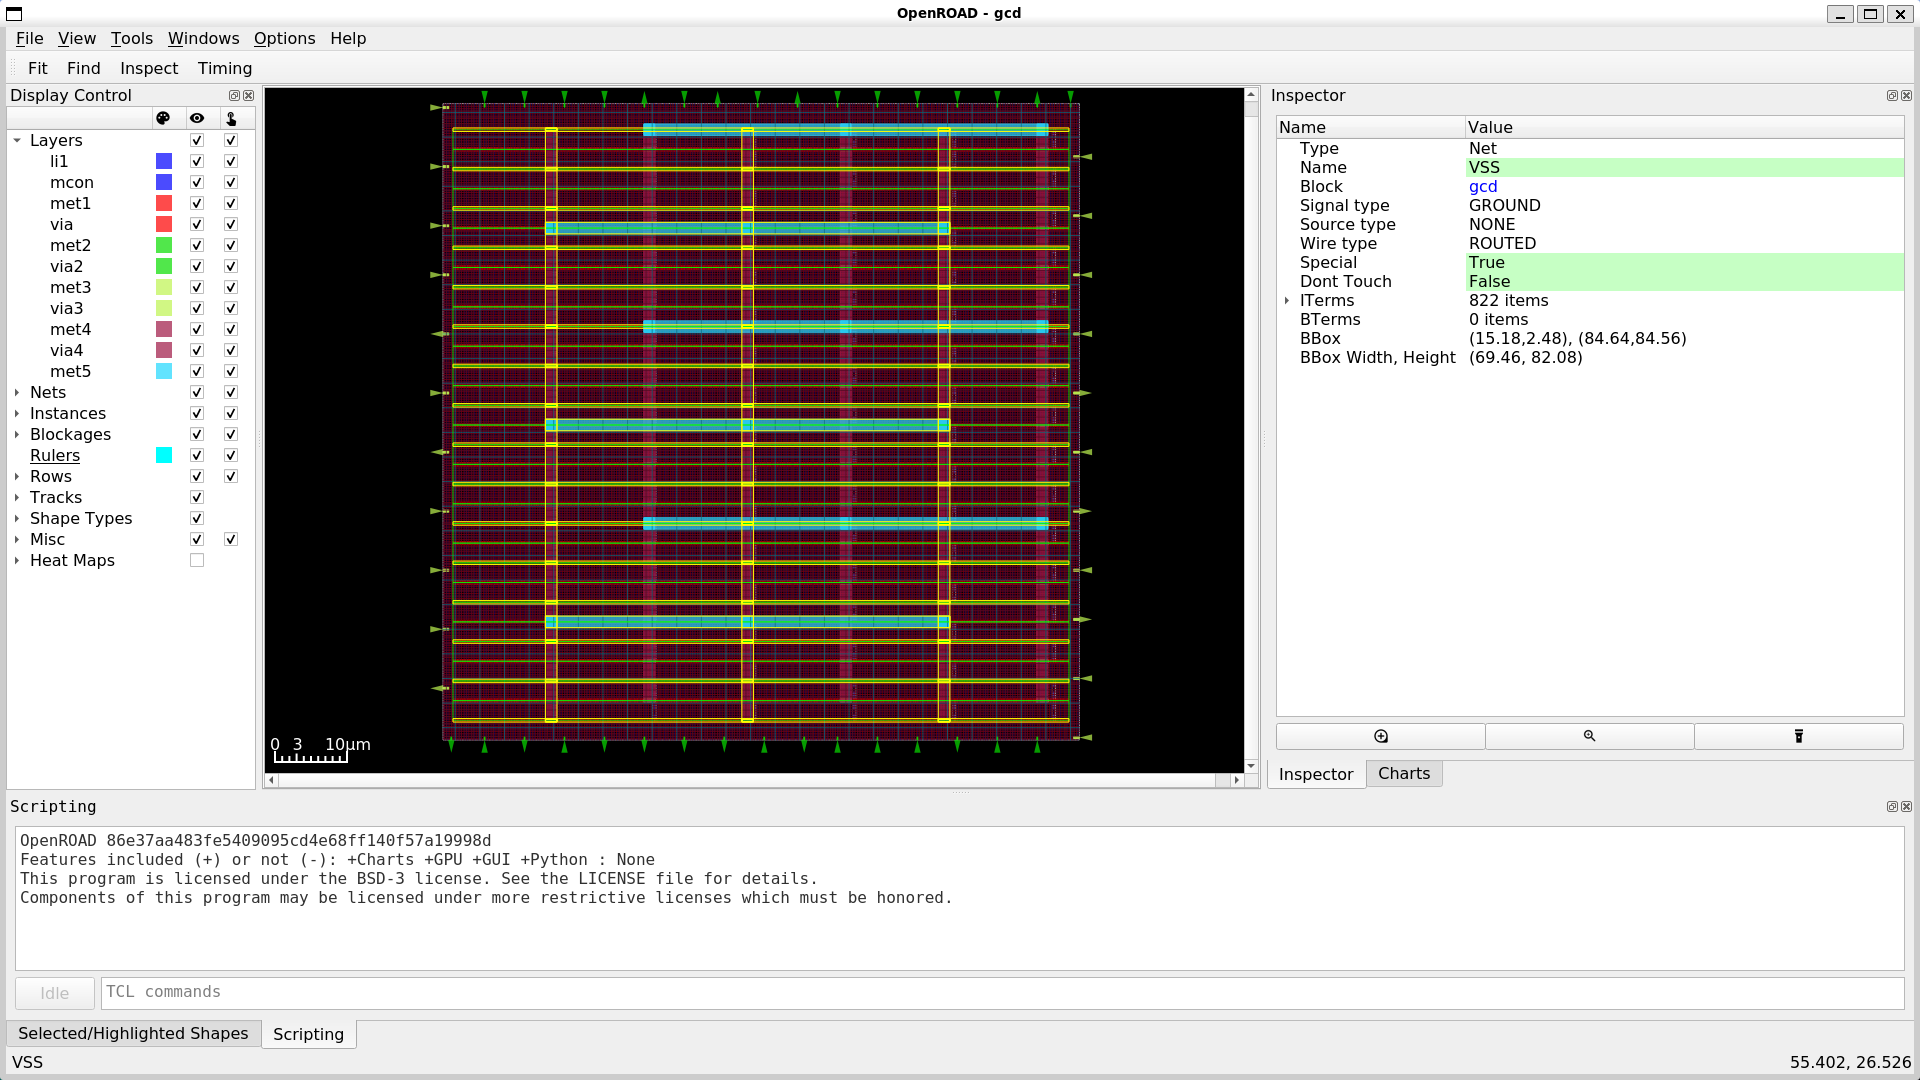 OpenROAD - gcd
File View Tools Windows Options Help
Fit Find Inspect Timing
Display Control
Layers
li1
mcon
met1
via
met2
via2
met3
via3
met4
via4
met5
Nets
Instances
Blockages
Rulers
Rows
Tracks
Shape Types
Misc
Heat Maps
0 3 10μm
Inspector
Name Value
Type Net
Name VSS
Block gcd
Signal type GROUND
Source type NONE
Wire type ROUTED
Special True
Dont Touch False
ITerms 822 items
BTerms 0 items
BBox (15.18,2.48), (84.64,84.56)
BBox Width, Height (69.46, 82.08)
Inspector Charts
Scripting
OpenROAD 86e37aa483fe5409095cd4e68ff140f57a19998d
Features included (+) or not (-): +Charts +GPU +GUI +Python : None
This program is licensed under the BSD-3 license. See the LICENSE file for details.
Components of this program may be licensed under more restrictive licenses which must be honored.
Idle TCL commands
Selected/Highlighted Shapes Scripting
VSS 55.402, 26.526